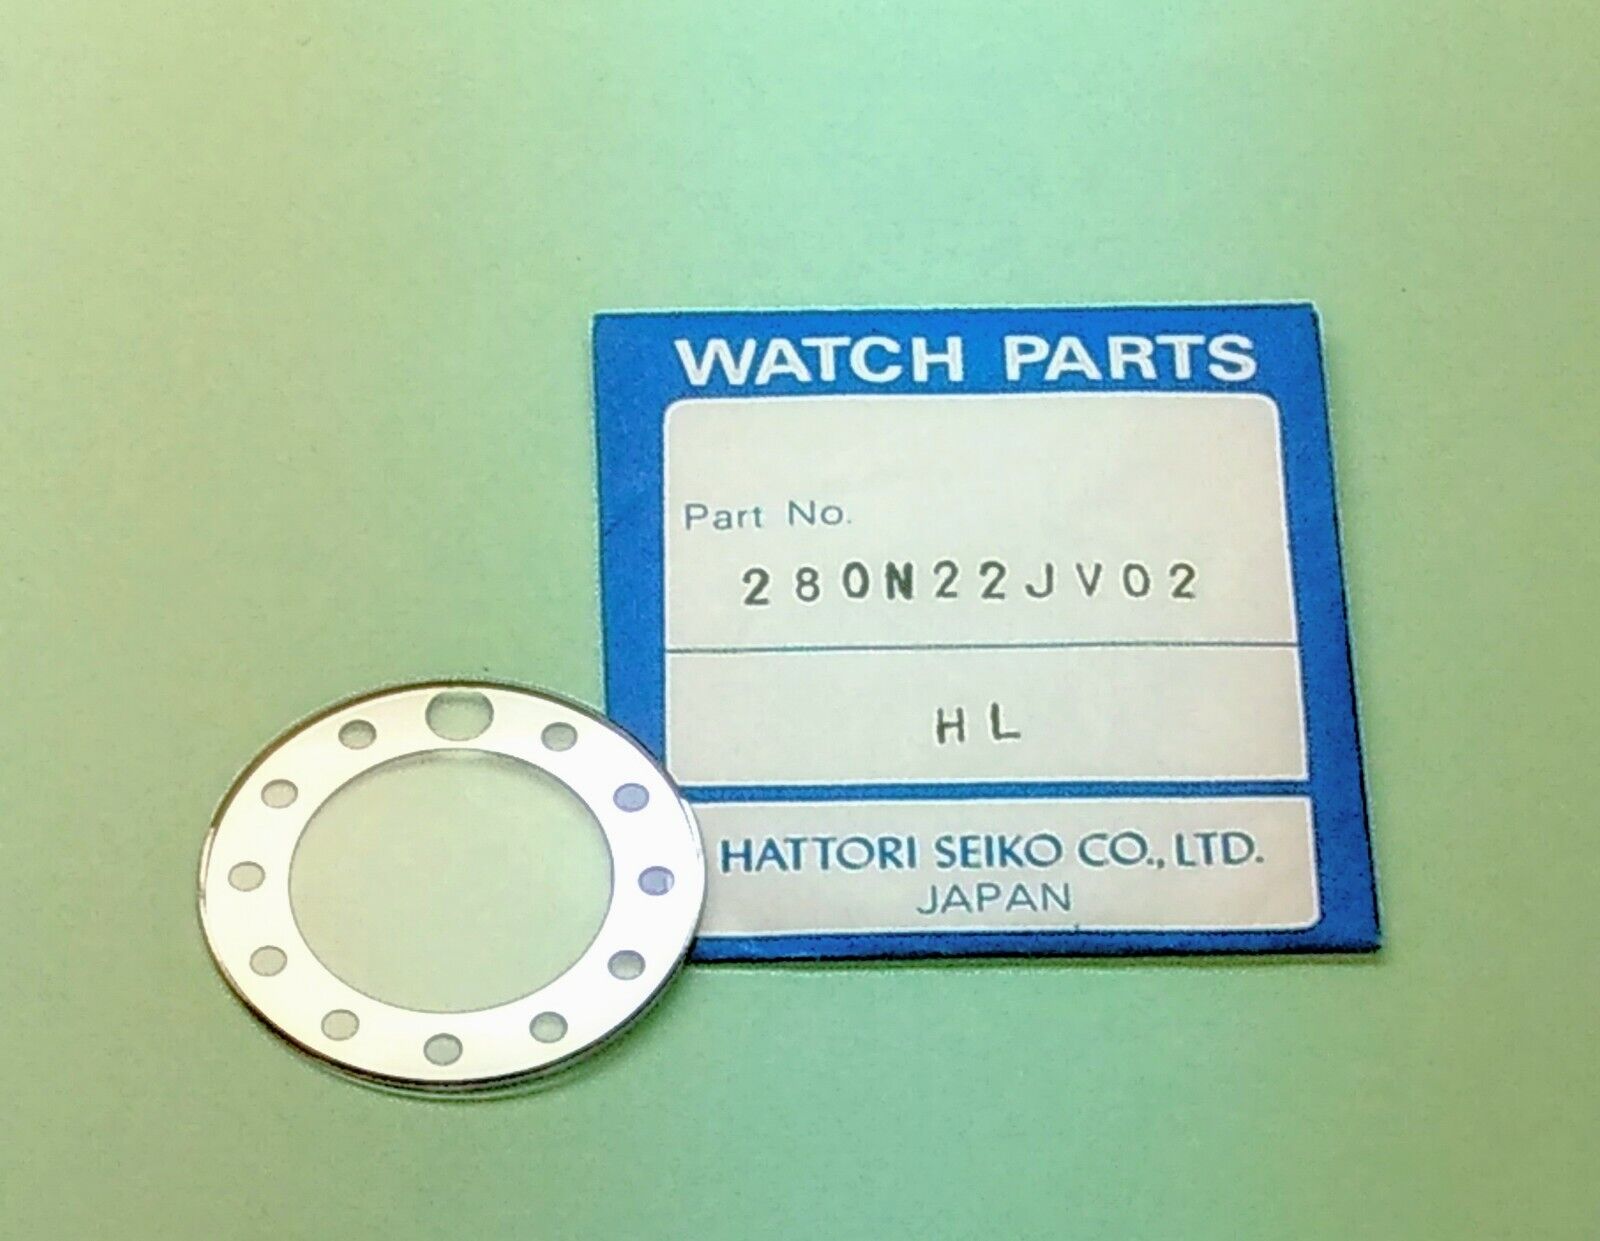 WATCH PARTS
Part No.
280N22JV02
HL
HATTORI SEIKO CO., LTD.
JAPAN